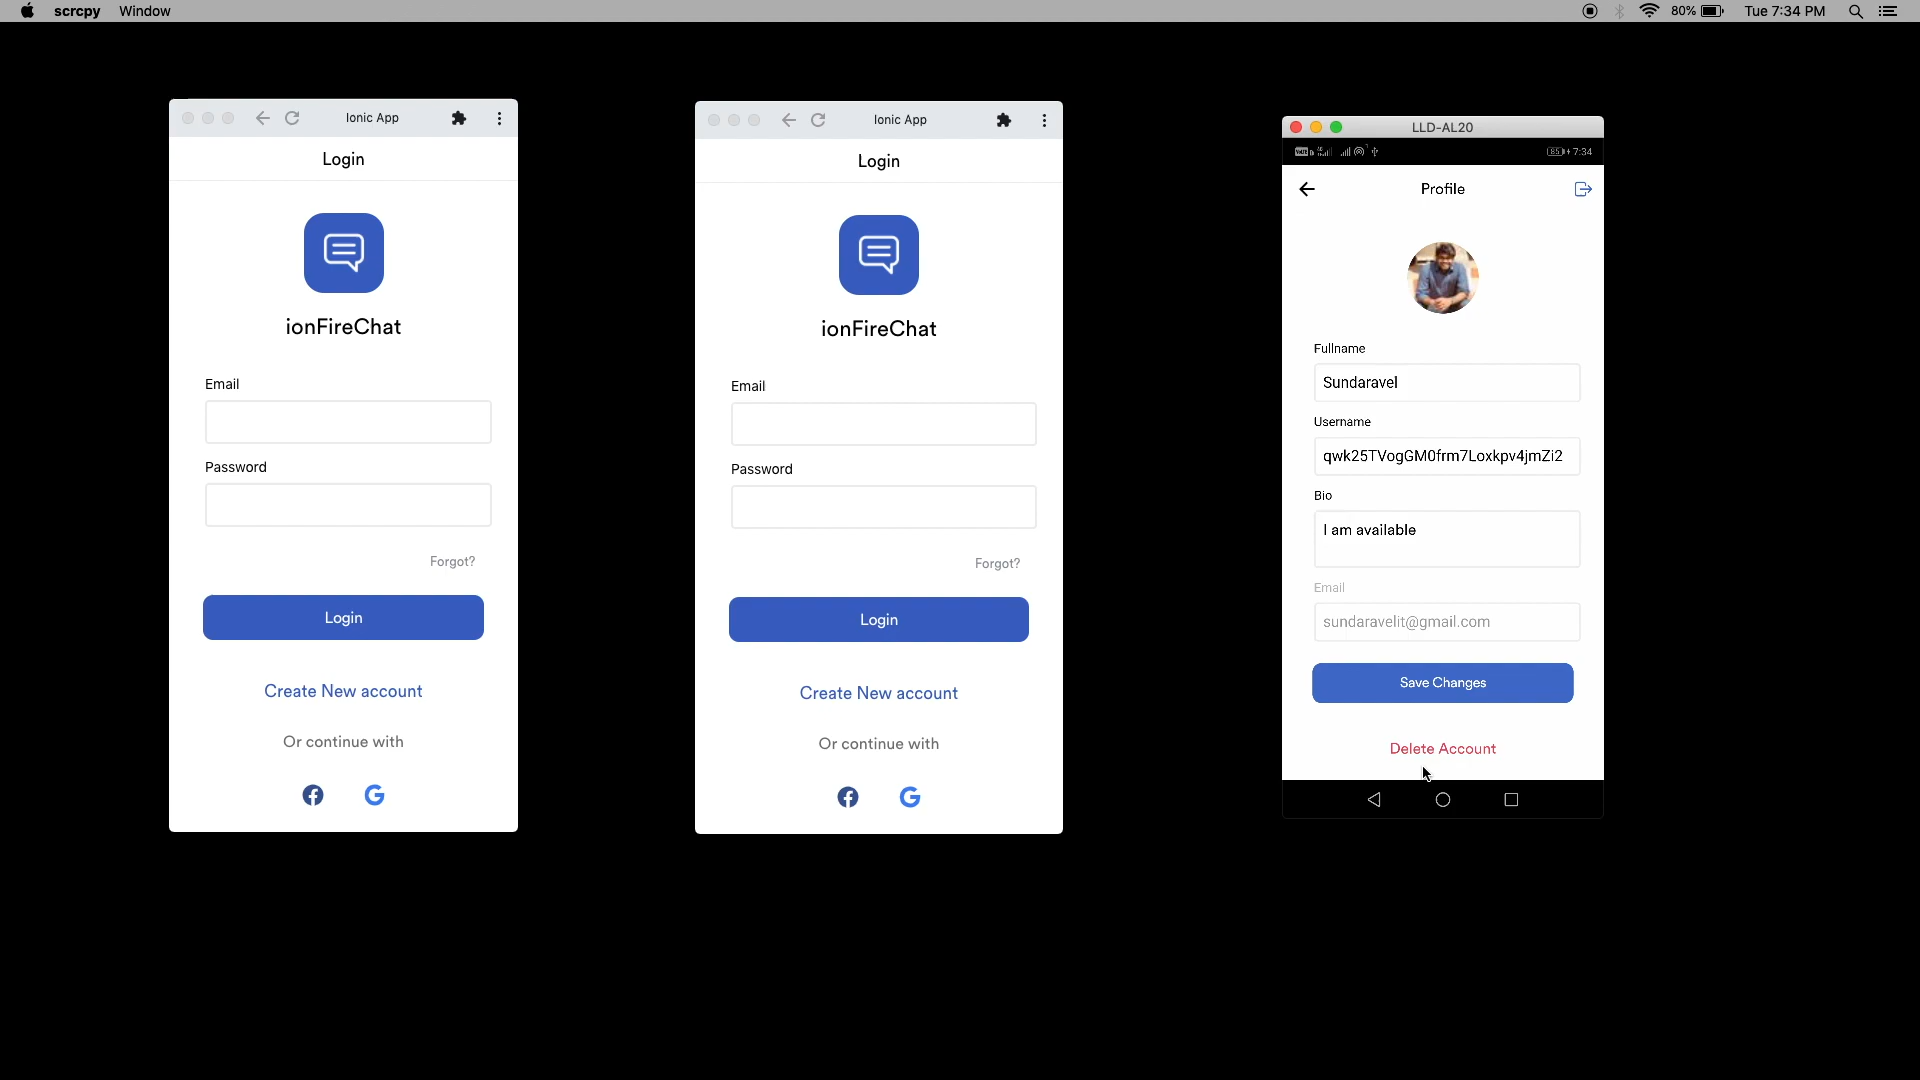 scrcpy Window
80% Tue 7:34 PM
Ionic App
Login
ionFireChat
Email
Password
Forgot?
Login
Create New account
Or continue with
Ionic App
Login
ionFireChat
Email
Password
Forgot?
Login
Create New account
Or continue with
LLD-AL20
85 7:34
Profile
Fullname
Sundaravel
Username
qwk25TVogGM0frm7Loxkpv4jmZi2
Bio
I am available
Email
sundaravelit@gmail.com
Save Changes
Delete Account